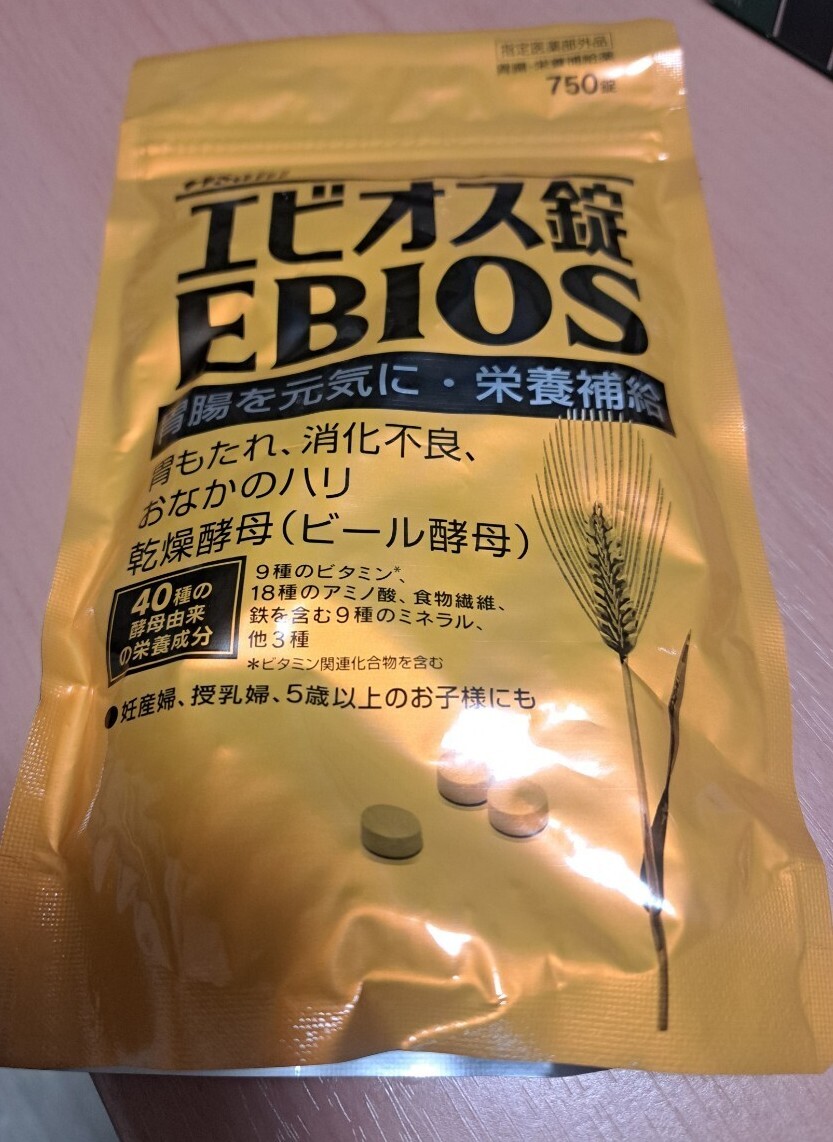 指定医薬部外品
胃腸・栄養補給薬
750錠
エビオス錠
EBIOS
胃腸を元気に・栄養補給
胃もたれ、消化不良、
おなかのハリ
乾燥酵母(ビール酵母)
40種の
酵母由来
の栄養成分
9種のビタミン*、
18種のアミノ酸、食物繊維、
鉄を含む9種のミネラル、
他3種
*ビタミン関連化合物を含む
●妊産婦、授乳婦、5歳以上のお子様にも